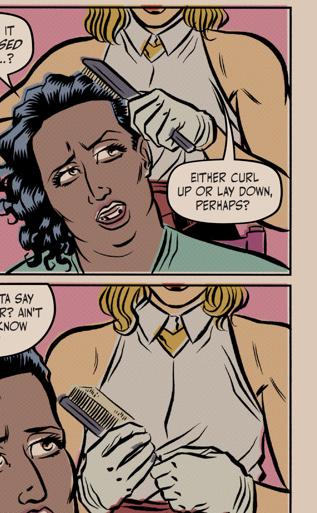 IT
SED
..?
EITHER CURL
UP OR LAY DOWN,
PERHAPS?
TA SAY
R? AIN'T
KNOW